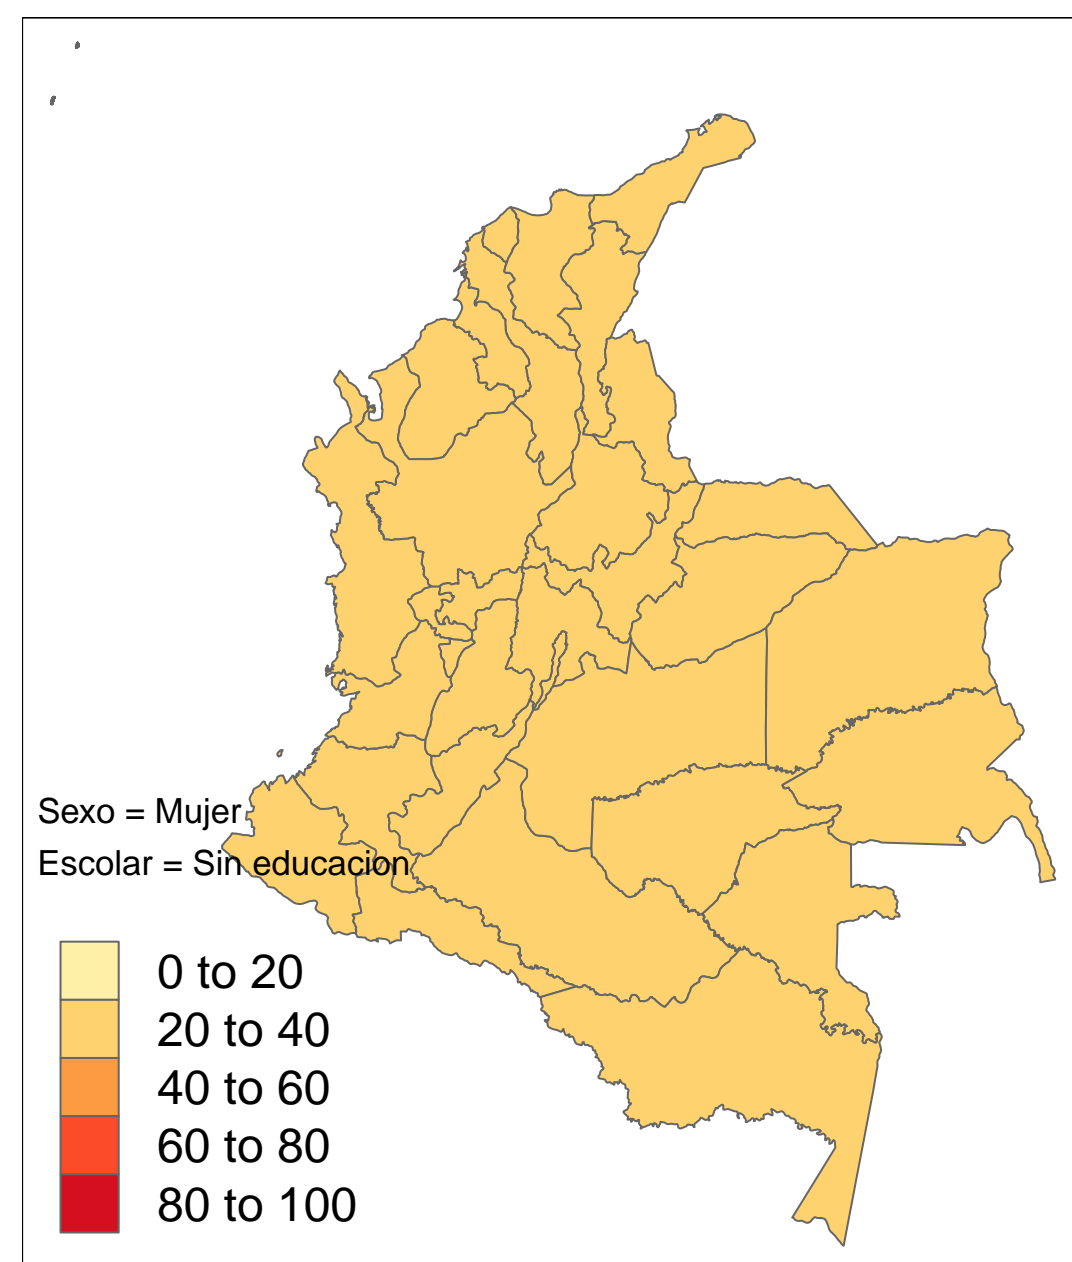 Sexo = Mujer
Escolar = Sin educacion
0 to 20
20 to 40
40 to 60
60 to 80
80 to 100